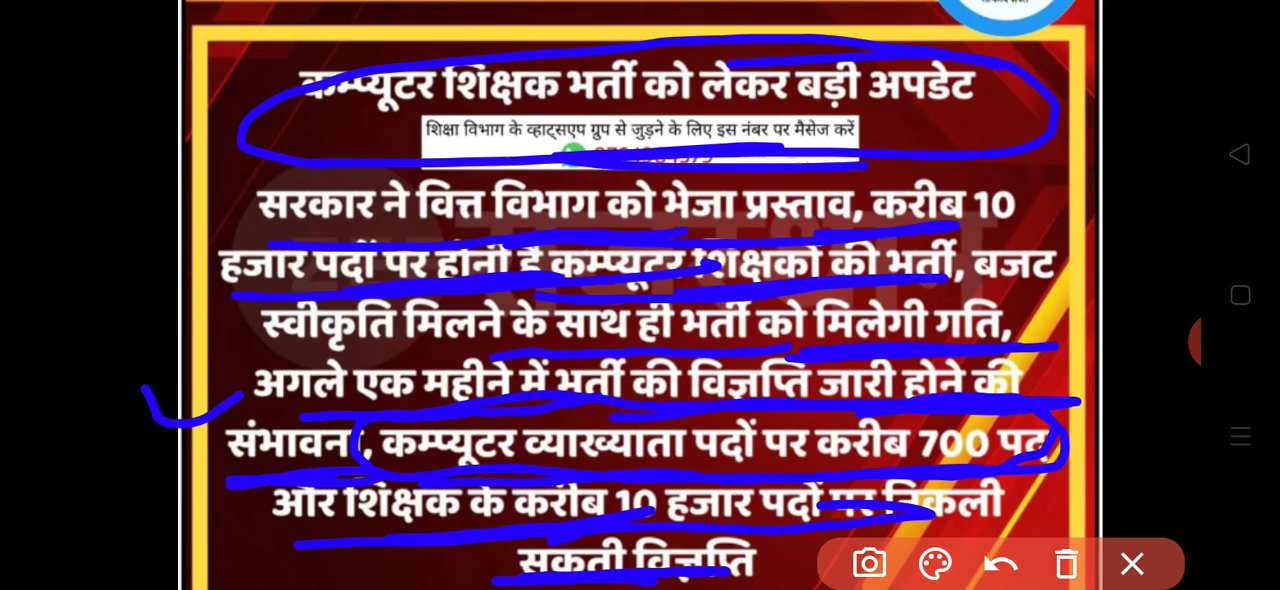 कम्प्यूटर शिक्षक भर्ती को लेकर बड़ी अपडेट
शिक्षा विभाग के व्हाट्सएप ग्रुप से जुड़ने के लिए इस नंबर पर मैसेज करें
सरकार ने वित्त विभाग को भेजा प्रस्ताव, करीब 10
हजार पदों पर होनी है कम्प्यूटर शिक्षकों की भर्ती, बजट
स्वीकृति मिलने के साथ ही भर्ती को मिलेगी गति,
अगले एक महीने में भर्ती की विज्ञप्ति जारी होने की
संभावना, कम्प्यूटर व्याख्याता पदों पर करीब 700 पद
और शिक्षक के करीब 10 हजार पदों पर निकली
सकती विज्ञप्ति